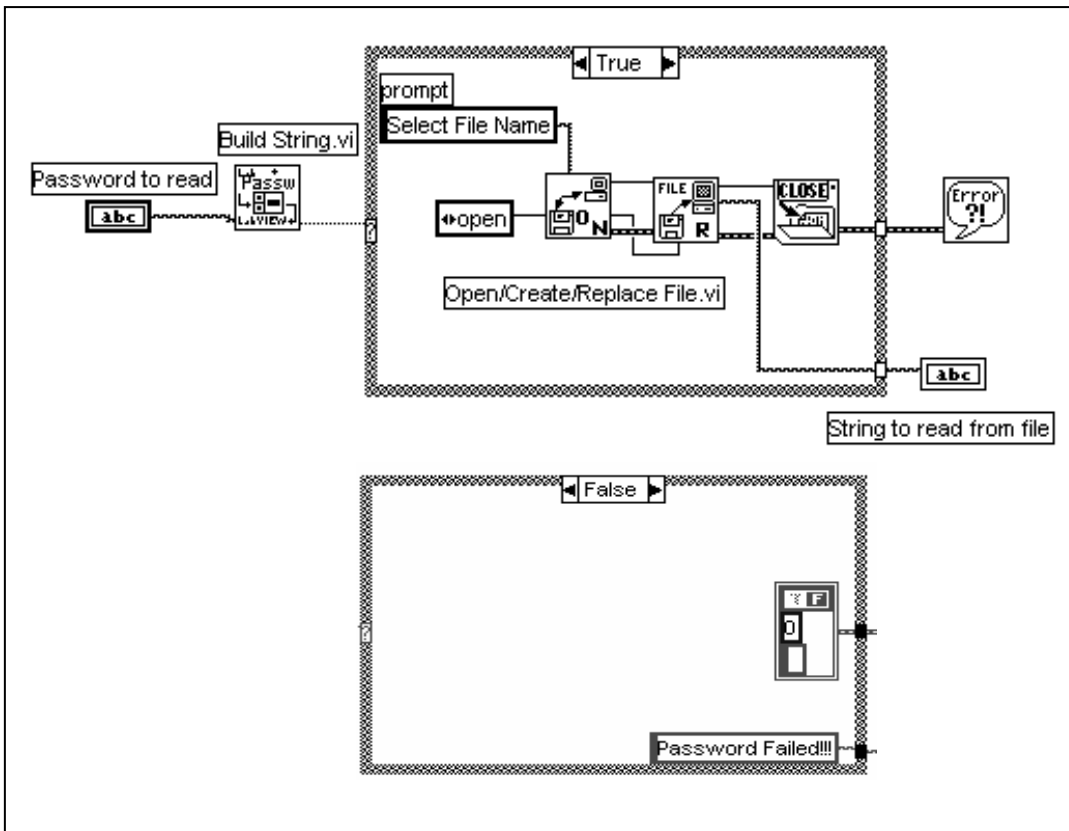 True
prompt
Select File Name
Build String.vi
Password to read
Passw
LabVIEW
abc
?
open
O N
FILE
R
CLOSE
Error
?!
Open/Create/Replace File.vi
abc
String to read from file
False
?
F
0
Password Failed!!!